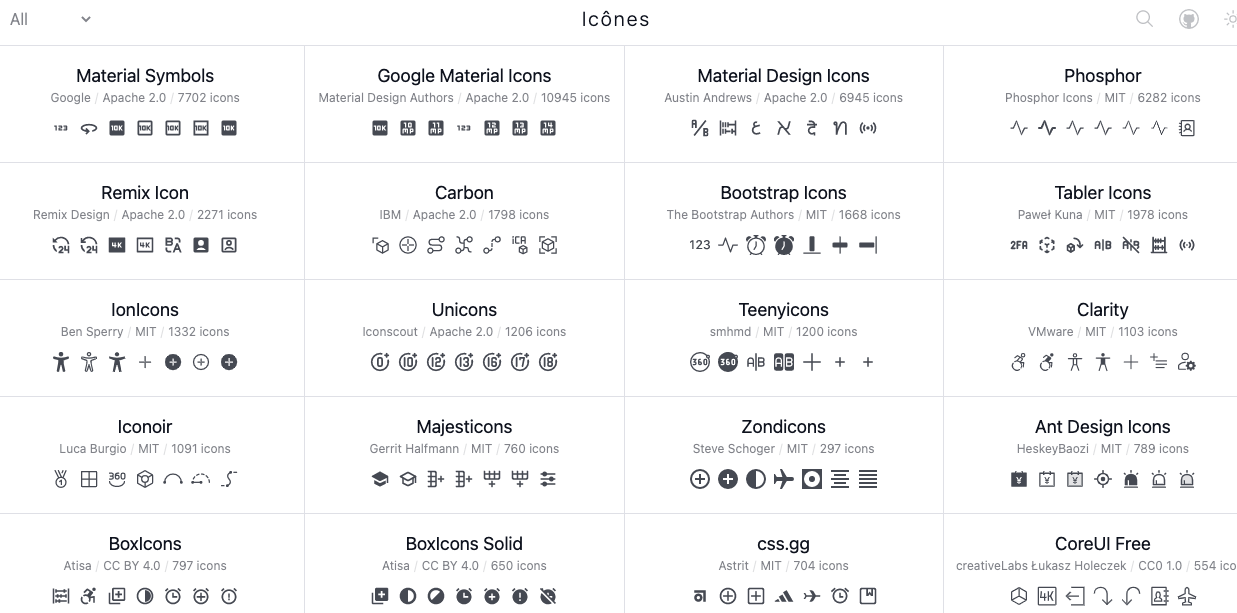 All
Icônes
Material Symbols
Google / Apache 2.0 / 7702 icons
Google Material Icons
Material Design Authors / Apache 2.0 / 10945 icons
Material Design Icons
Austin Andrews / Apache 2.0 / 6945 icons
Phosphor
Phosphor Icons / MIT / 6282 icons
Remix Icon
Remix Design / Apache 2.0 / 2271 icons
Carbon
IBM / Apache 2.0 / 1798 icons
Bootstrap Icons
The Bootstrap Authors / MIT / 1668 icons
Tabler Icons
Paweł Kuna / MIT / 1978 icons
IonIcons
Ben Sperry / MIT / 1332 icons
Unicons
Iconscout / Apache 2.0 / 1206 icons
Teenyicons
smhmd / MIT / 1200 icons
Clarity
VMware / MIT / 1103 icons
Iconoir
Luca Burgio / MIT / 1091 icons
Majesticons
Gerrit Halfmann / MIT / 760 icons
Zondicons
Steve Schoger / MIT / 297 icons
Ant Design Icons
HeskeyBaozi / MIT / 789 icons
BoxIcons
Atisa / CC BY 4.0 / 797 icons
BoxIcons Solid
Atisa / CC BY 4.0 / 650 icons
css.gg
Astrit / MIT / 704 icons
CoreUI Free
creativeLabs Łukasz Holeczek / CC0 1.0 / 554 ico